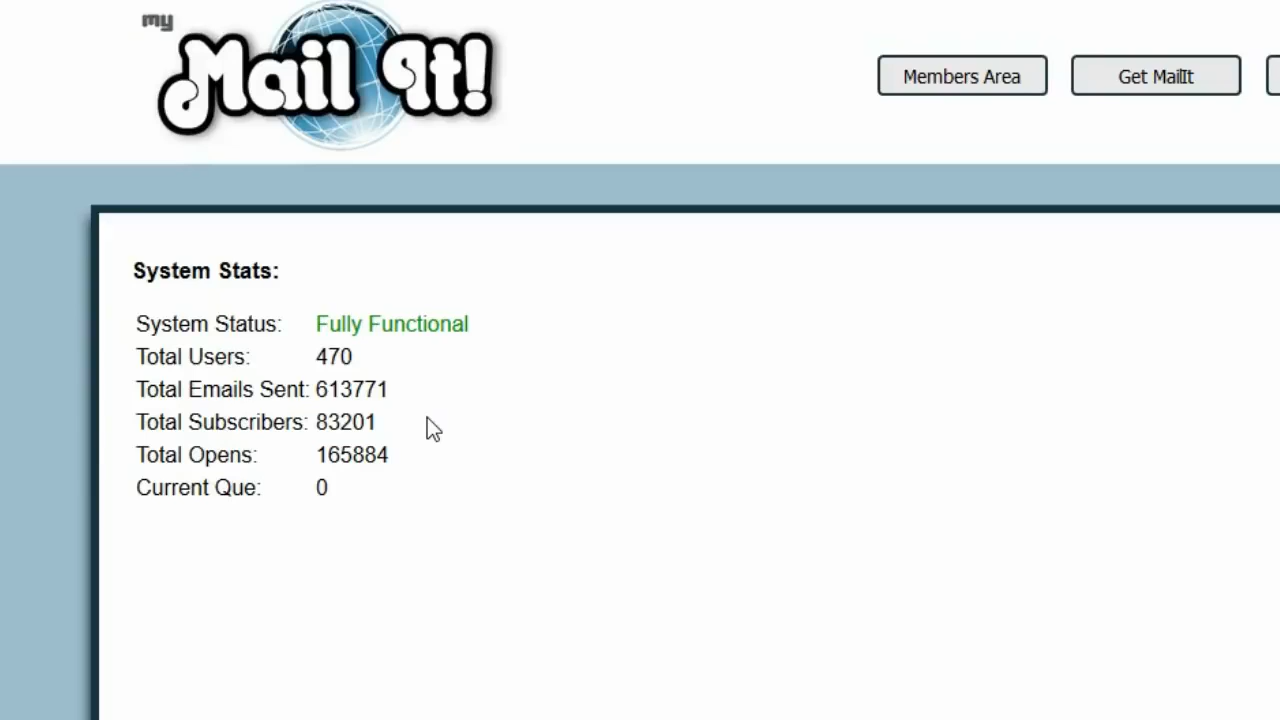 my
Mail It!
Members Area
Get MailIt
System Stats:
System Status: Fully Functional
Total Users: 470
Total Emails Sent: 613771
Total Subscribers: 83201
Total Opens: 165884
Current Que: 0